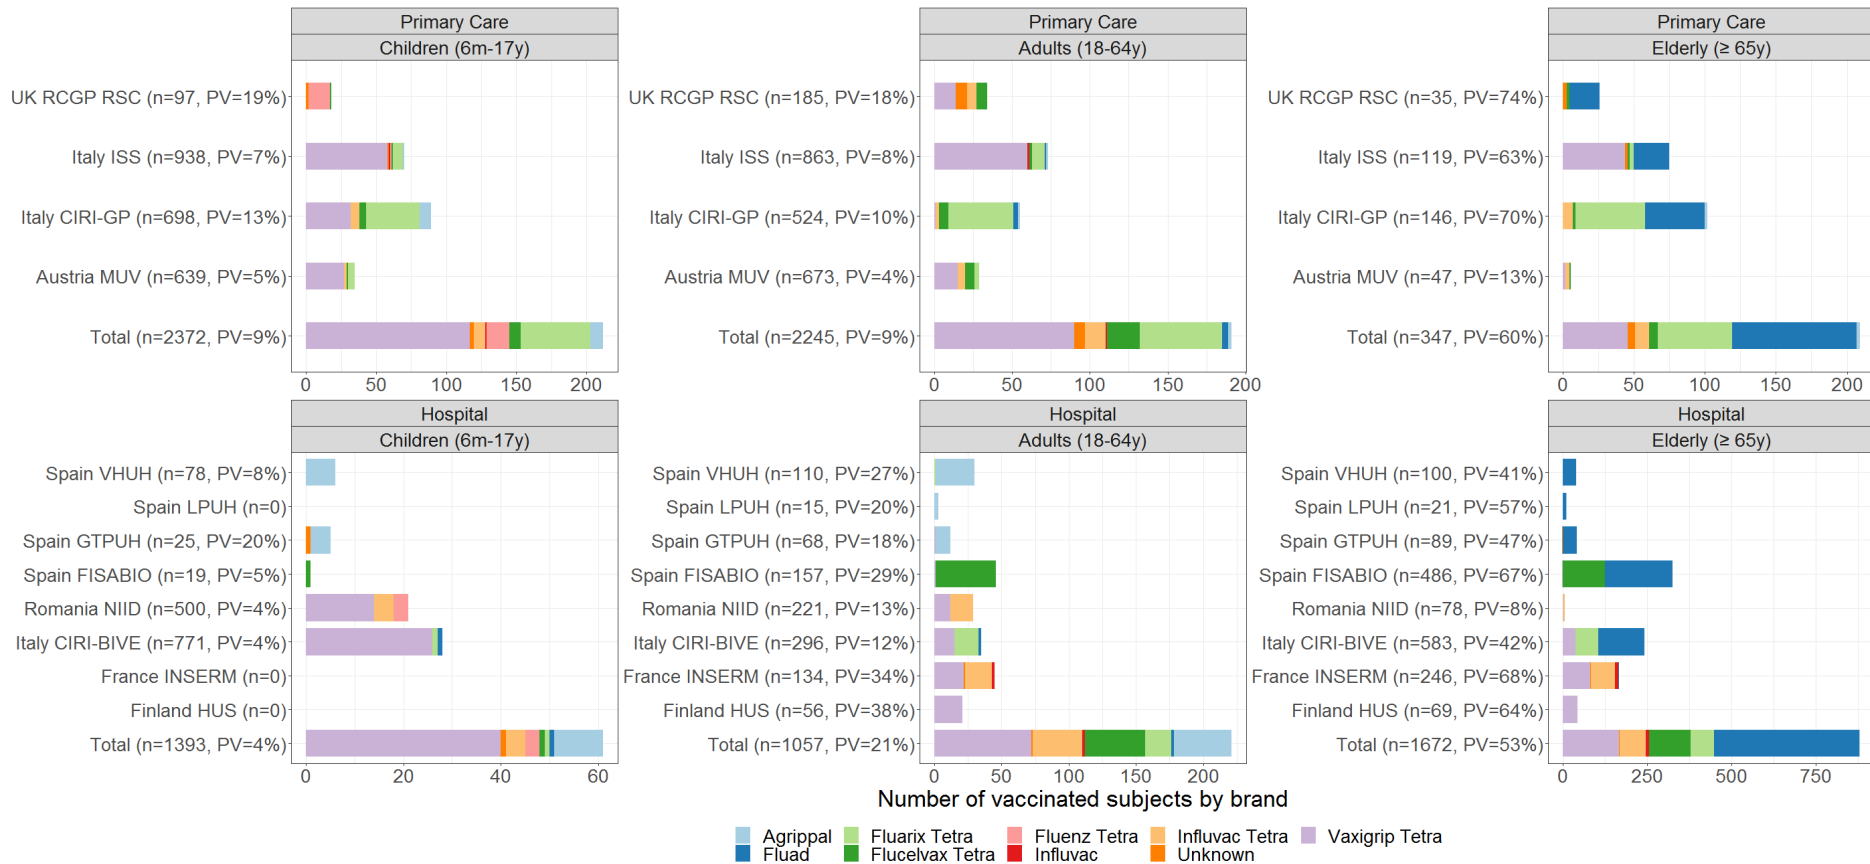 Primary Care
Children (6m-17y)
UK RCGP RSC (n=97, PV=19%)
Italy ISS (n=938, PV=7%)
Italy CIRI-GP (n=698, PV=13%)
Austria MUV (n=639, PV=5%)
Total (n=2372, PV=9%)
0 50 100 150 200
Primary Care
Adults (18-64y)
UK RCGP RSC (n=185, PV=18%)
Italy ISS (n=863, PV=8%)
Italy CIRI-GP (n=524, PV=10%)
Austria MUV (n=673, PV=4%)
Total (n=2245, PV=9%)
0 50 100 150 200
Primary Care
Elderly (≥ 65y)
UK RCGP RSC (n=35, PV=74%)
Italy ISS (n=119, PV=63%)
Italy CIRI-GP (n=146, PV=70%)
Austria MUV (n=47, PV=13%)
Total (n=347, PV=60%)
0 50 100 150 200
Hospital
Children (6m-17y)
Spain VHUH (n=78, PV=8%)
Spain LPUH (n=0)
Spain GTPUH (n=25, PV=20%)
Spain FISABIO (n=19, PV=5%)
Romania NIID (n=500, PV=4%)
Italy CIRI-BIVE (n=771, PV=4%)
France INSERM (n=0)
Finland HUS (n=0)
Total (n=1393, PV=4%)
0 20 40 60
Hospital
Adults (18-64y)
Spain VHUH (n=110, PV=27%)
Spain LPUH (n=15, PV=20%)
Spain GTPUH (n=68, PV=18%)
Spain FISABIO (n=157, PV=29%)
Romania NIID (n=221, PV=13%)
Italy CIRI-BIVE (n=296, PV=12%)
France INSERM (n=134, PV=34%)
Finland HUS (n=56, PV=38%)
Total (n=1057, PV=21%)
0 50 100 150 200
Hospital
Elderly (≥ 65y)
Spain VHUH (n=100, PV=41%)
Spain LPUH (n=21, PV=57%)
Spain GTPUH (n=89, PV=47%)
Spain FISABIO (n=486, PV=67%)
Romania NIID (n=78, PV=8%)
Italy CIRI-BIVE (n=583, PV=42%)
France INSERM (n=246, PV=68%)
Finland HUS (n=69, PV=64%)
Total (n=1672, PV=53%)
0 250 500 750
Number of vaccinated subjects by brand
Agrippal Fluarix Tetra Fluenz Tetra Influvac Tetra Vaxigrip Tetra
Fluad Flucelvax Tetra Influvac Unknown